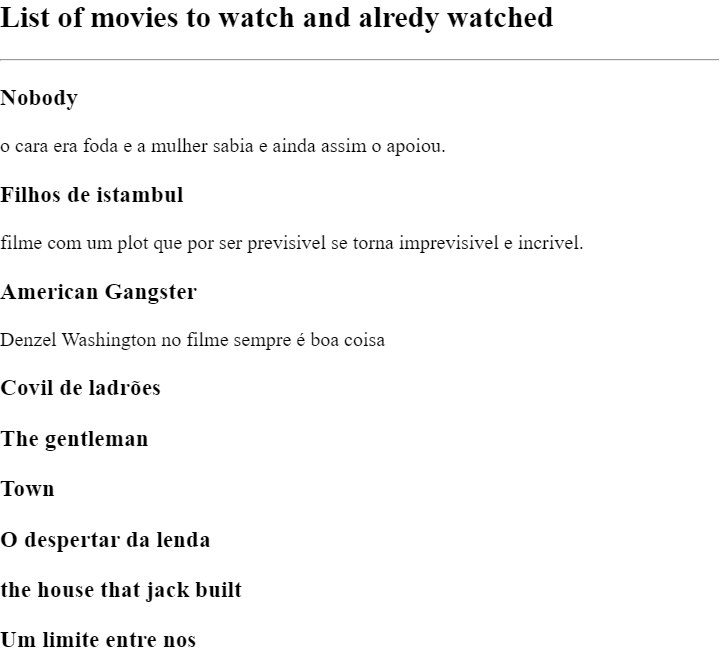 List of movies to watch and alredy watched
Nobody
o cara era foda e a mulher sabia e ainda assim o apoiou.
Filhos de istambul
filme com um plot que por ser previsivel se torna imprevisivel e incrivel.
American Gangster
Denzel Washington no filme sempre é boa coisa
Covil de ladrões
The gentleman
Town
O despertar da lenda
the house that jack built
Um limite entre nos